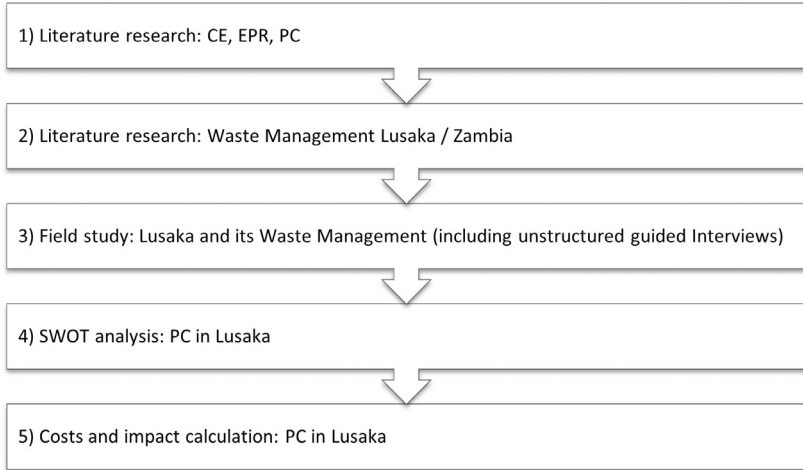 1) Literature research: CE, EPR, PC
2) Literature research: Waste Management Lusaka / Zambia
3) Field study: Lusaka and its Waste Management (including unstructured guided Interviews)
4) SWOT analysis: PC in Lusaka
5) Costs and impact calculation: PC in Lusaka